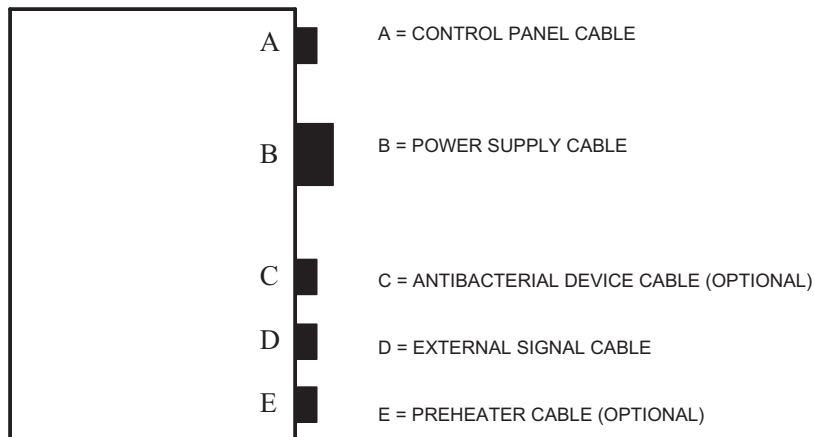 A
A = CONTROL PANEL CABLE
B
B = POWER SUPPLY CABLE
C
C = ANTIBACTERIAL DEVICE CABLE (OPTIONAL)
D
D = EXTERNAL SIGNAL CABLE
E
E = PREHEATER CABLE (OPTIONAL)